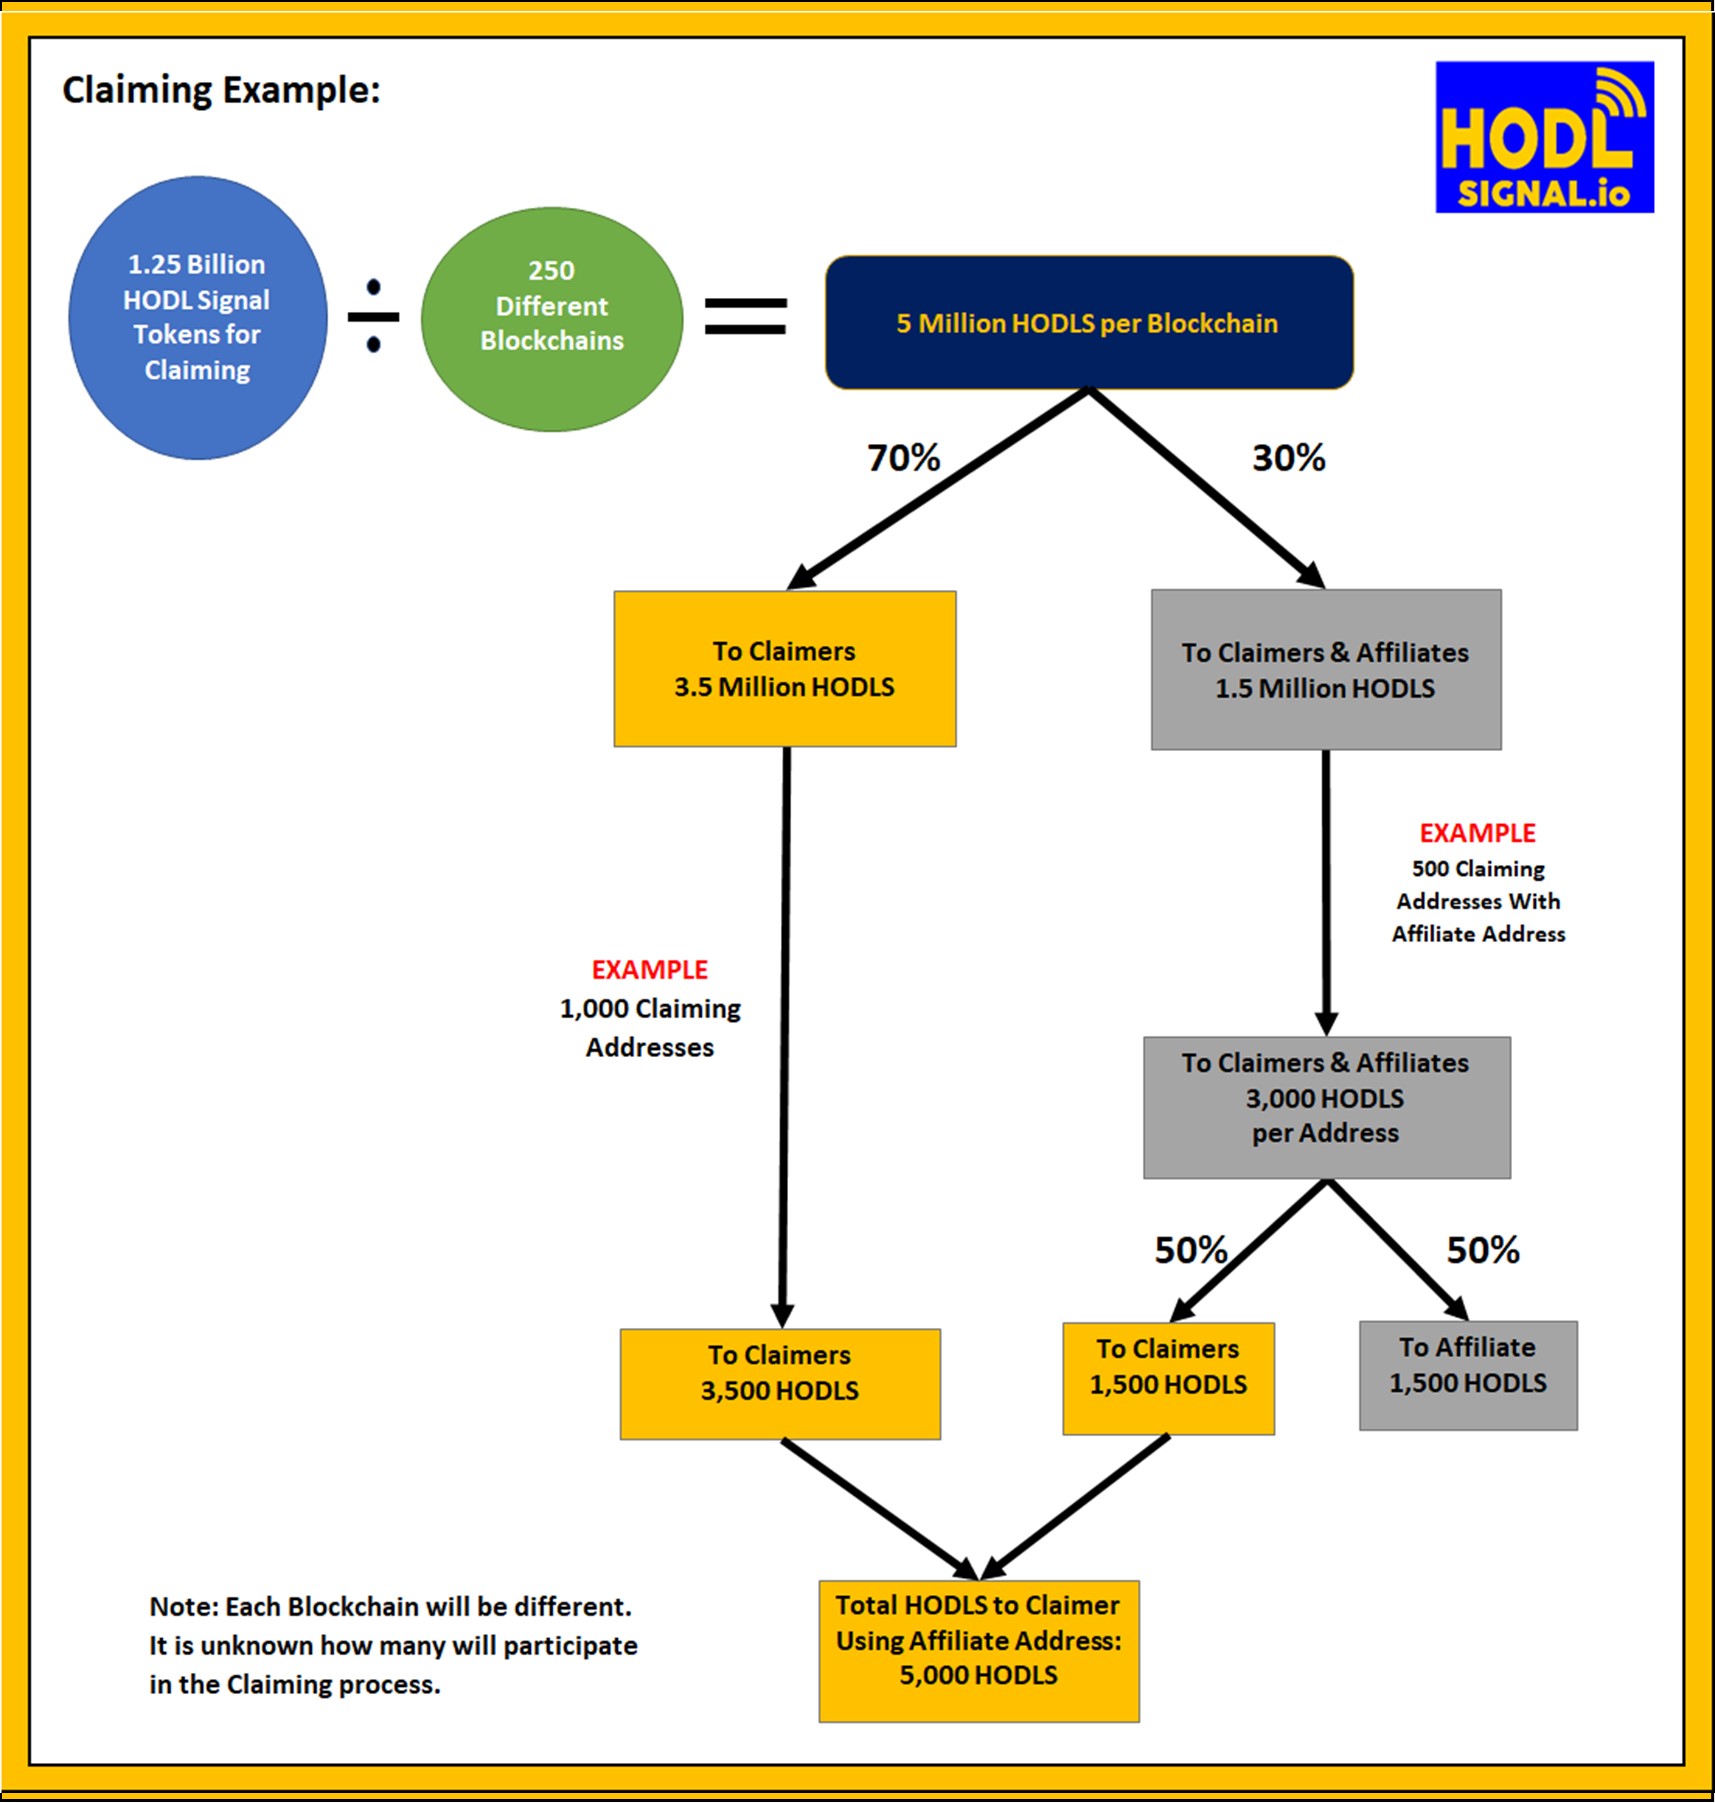 Claiming Example:
HODL
SIGNAL.io
1.25 Billion
HODL Signal
Tokens for
Claiming
÷
250
Different
Blockchains
=
5 Million HODLS per Blockchain
70%
30%
To Claimers
3.5 Million HODLS
To Claimers & Affiliates
1.5 Million HODLS
EXAMPLE
500 Claiming
Addresses With
Affiliate Address
EXAMPLE
1,000 Claiming
Addresses
To Claimers & Affiliates
3,000 HODLS
per Address
50%
50%
To Claimers
3,500 HODLS
To Claimers
1,500 HODLS
To Affiliate
1,500 HODLS
Note: Each Blockchain will be different.
It is unknown how many will participate
in the Claiming process.
Total HODLS to Claimer
Using Affiliate Address:
5,000 HODLS